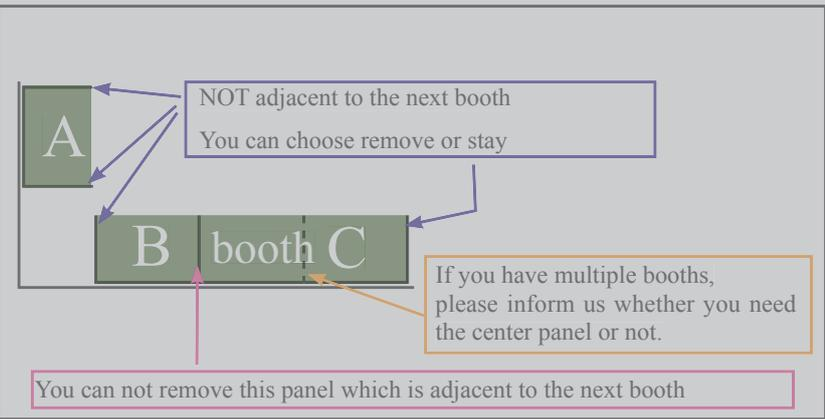 NOT adjacent to the next booth
You can choose remove or stay
A
B booth C
If you have multiple booths,
please inform us whether you need
the center panel or not.
You can not remove this panel which is adjacent to the next booth